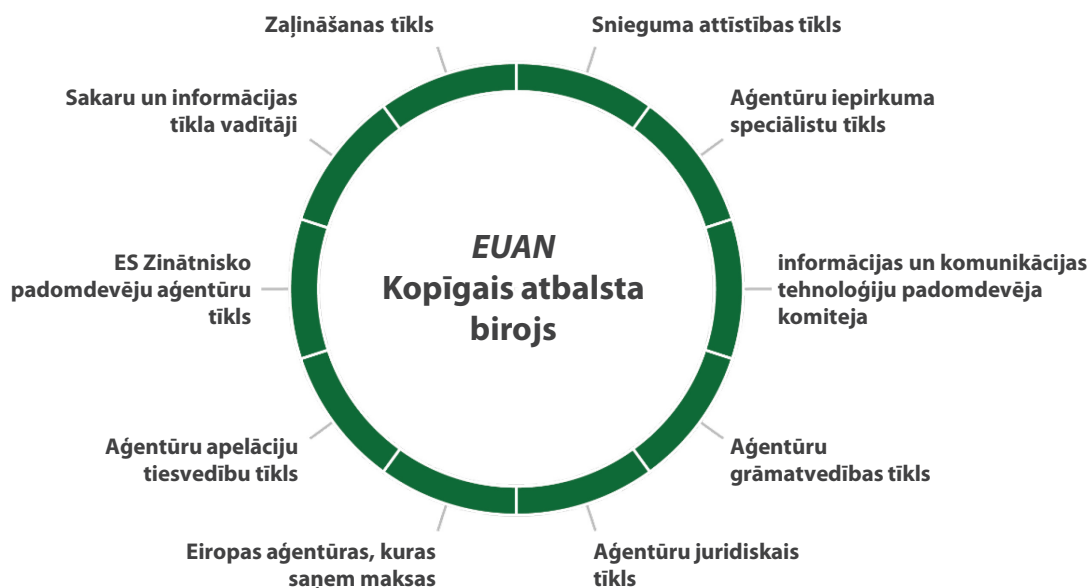 Zaļināšanas tīkls
Snieguma attīstības tīkls
Sakaru un informācijas
tīkla vadītāji
Aģentūru iepirkuma
speciālistu tīkls
ES Zinātnisko
padomdevēju aģentūru
tīkls
EUAN
Kopīgais atbalsta
birojs
informācijas un komunikācijas
tehnoloģiju padomdevēja
komiteja
Aģentūru apelāciju
tiesvedību tīkls
Aģentūru
grāmatvedības tīkls
Eiropas aģentūras, kuras
saņem maksas
Aģentūru juridiskais
tīkls